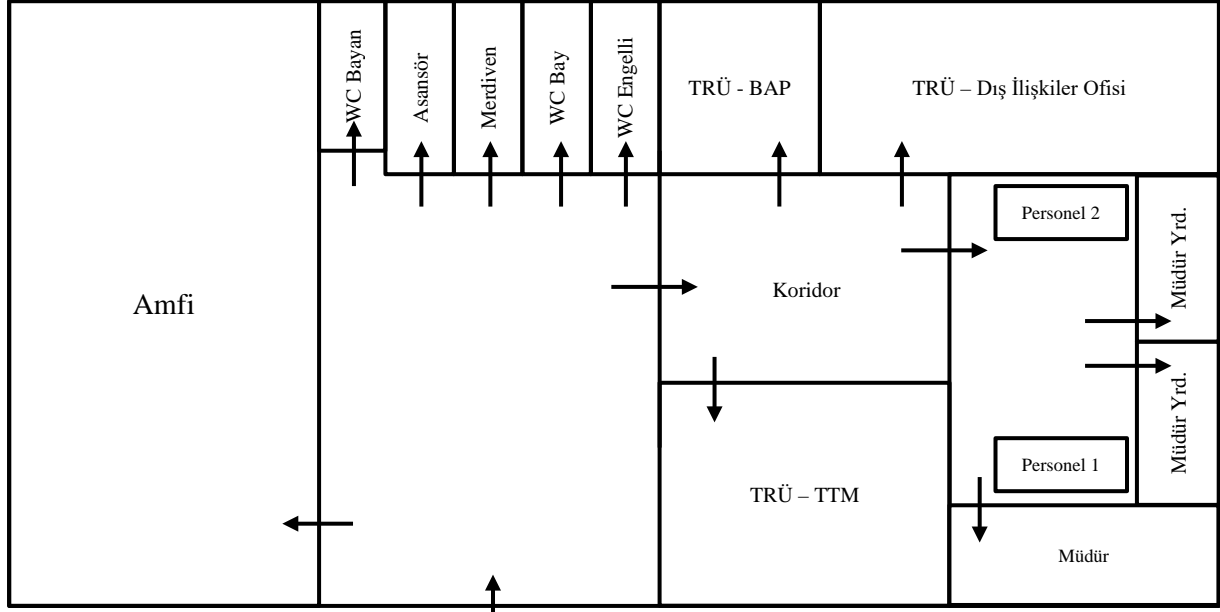 WC Bayan
Asansör
Merdiven
WC Bay
WC Engelli
TRÜ - BAP
TRÜ – Dış İlişkiler Ofisi
Amfi
Koridor
Personel 2
Müdür Yrd.
Müdür Yrd.
Personel 1
TRÜ – TTM
Müdür